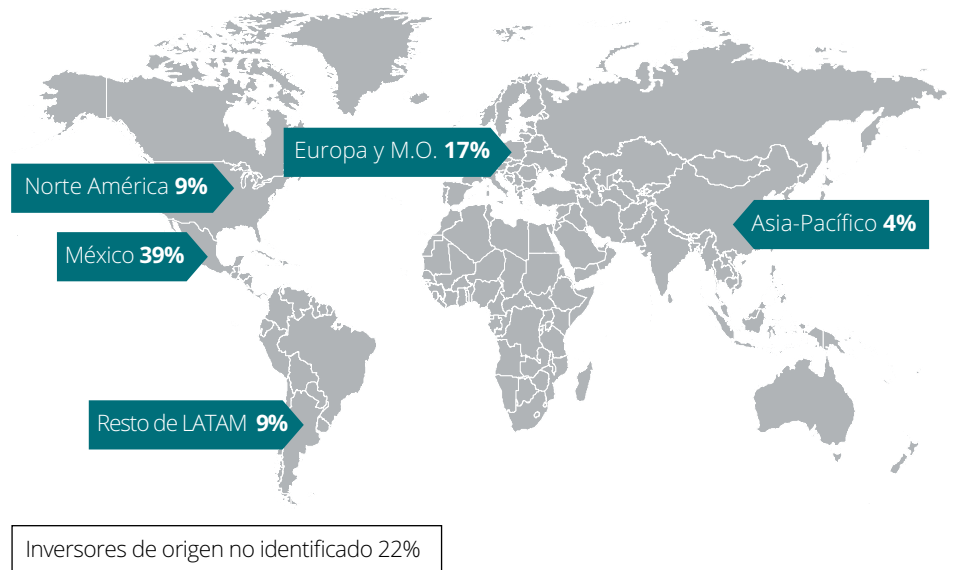 Europa y M.O. 17%
Norte América 9%
Asia-Pacífico 4%
México 39%
Resto de LATAM 9%
Inversores de origen no identificado 22%